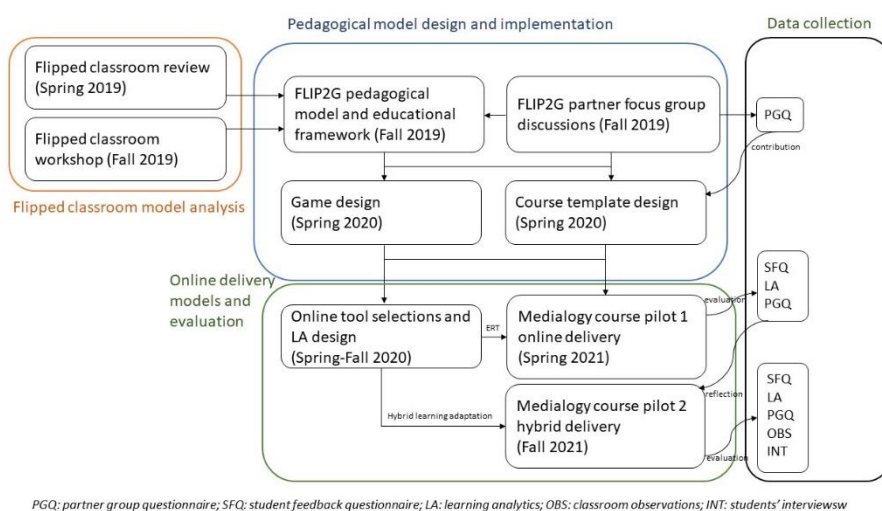 Pedagogical model design and implementation
Data collection
Flipped classroom review
(Spring 2019)
Flipped classroom
workshop (Fall 2019)
Flipped classroom model analysis
FLIP2G pedagogical
model and educational
framework (Fall 2019)
FLIP2G partner focus group
discussions (Fall 2019)
PGQ
contribution
Game design
(Spring 2020)
Course template design
(Spring 2020)
Online delivery
models and
evaluation
Online tool selections and
LA design
(Spring-Fall 2020)
ERT
Medialogy course pilot 1
online delivery
(Spring 2021)
evaluation
SFQ
LA
PGQ
Hybrid learning adaptation
Medialogy course pilot 2
hybrid delivery
(Fall 2021)
reflection
evaluation
SFQ
LA
PGQ
OBS
INT
PGQ: partner group questionnaire; SFQ: student feedback questionnaire; LA: learning analytics; OBS: classroom observations; INT: students' interviewsw